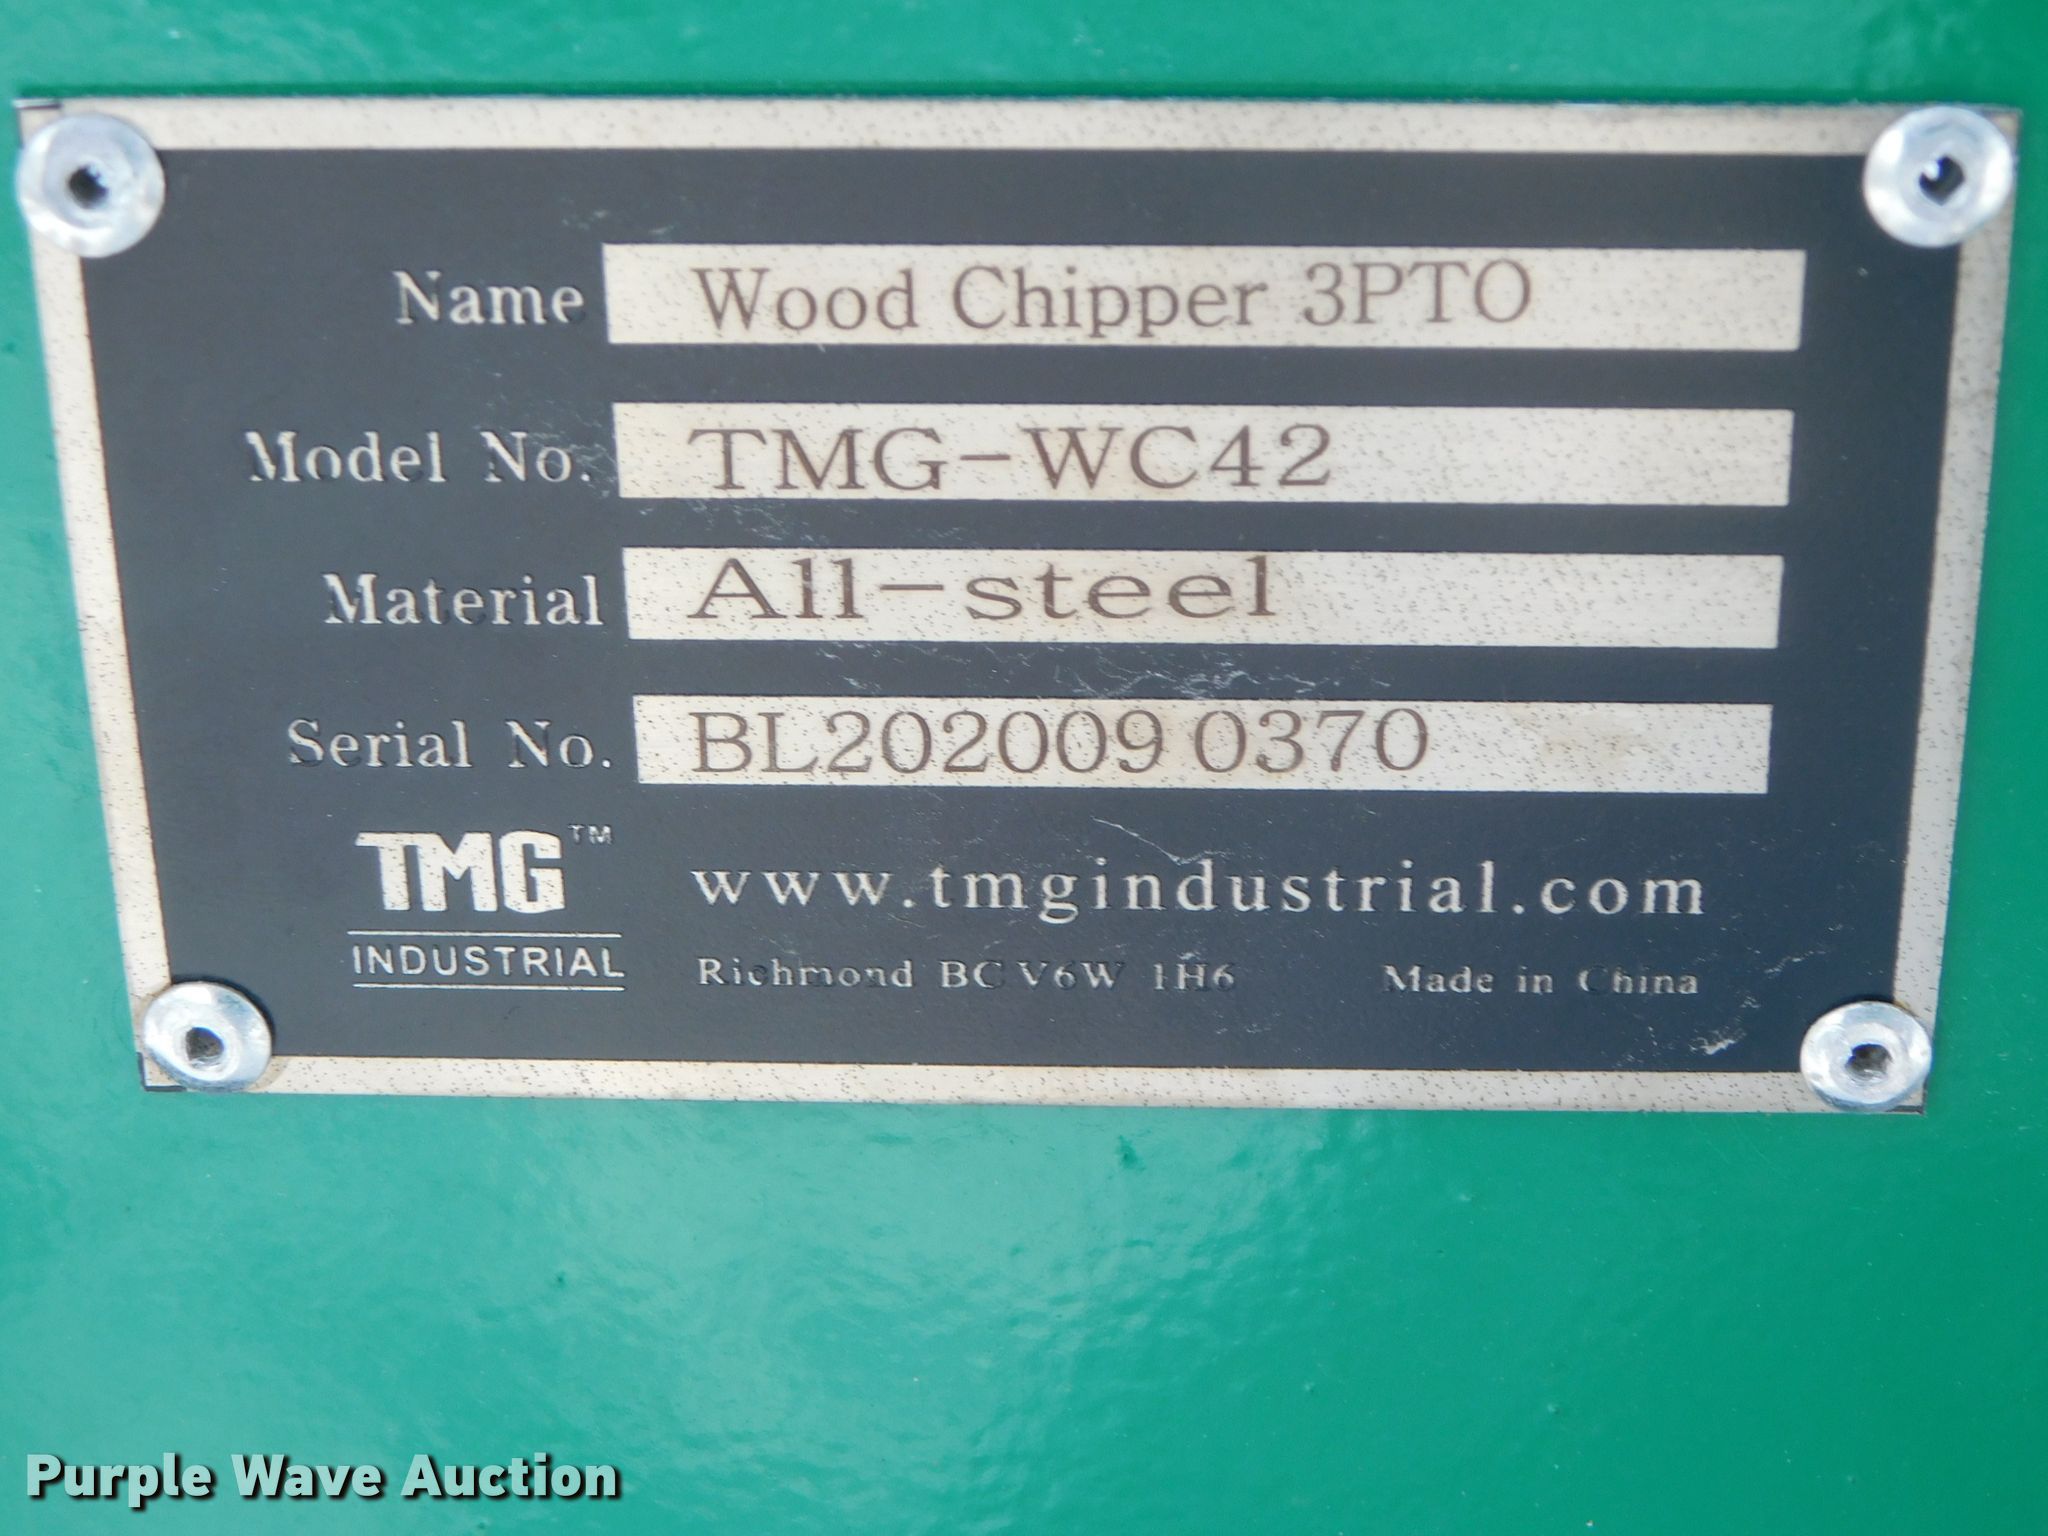 Name Wood Chipper 3PTO
Model No. TMG-WC42
Material All-steel
Serial No. BL202009 0370
TMG™ www.tmgindustrial.com
INDUSTRIAL Richmond BC V6W 1H6 Made in China
Purple Wave Auction